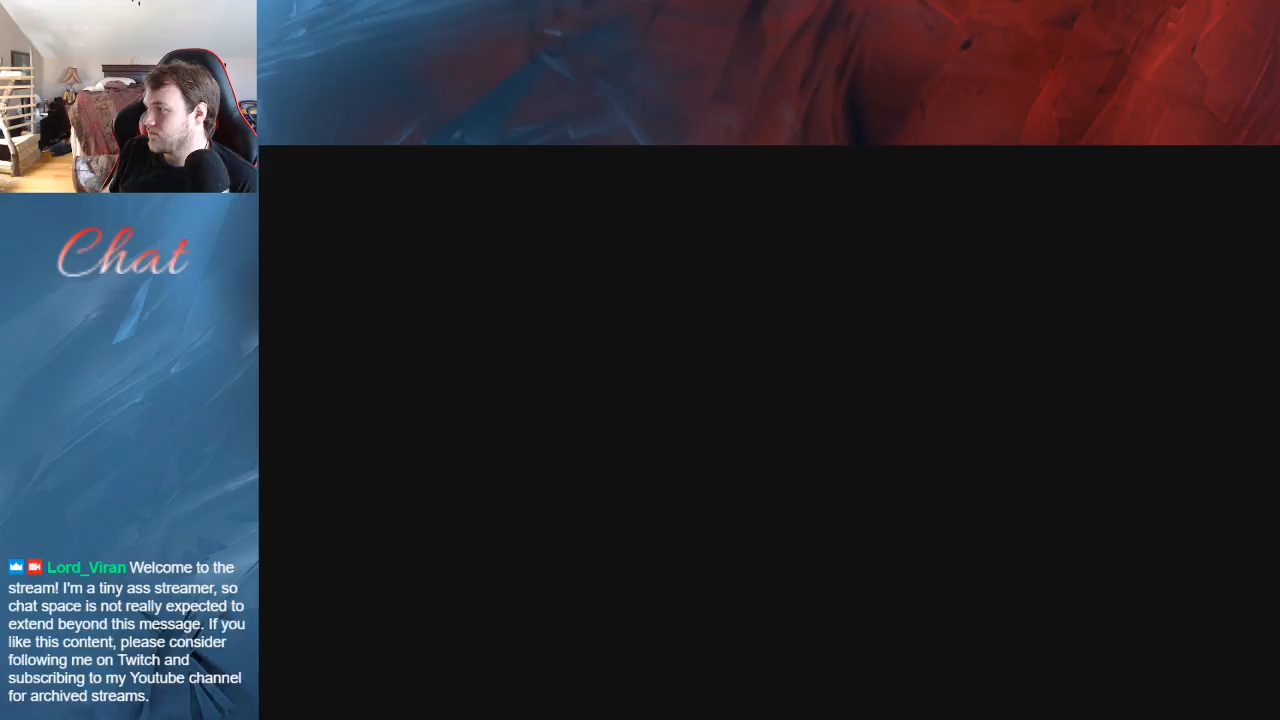 Chat
Lord_Viran Welcome to the
stream! I'm a tiny ass streamer, so
chat space is not really expected to
extend beyond this message. If you
like this content, please consider
following me on Twitch and
subscribing to my Youtube channel
for archived streams.